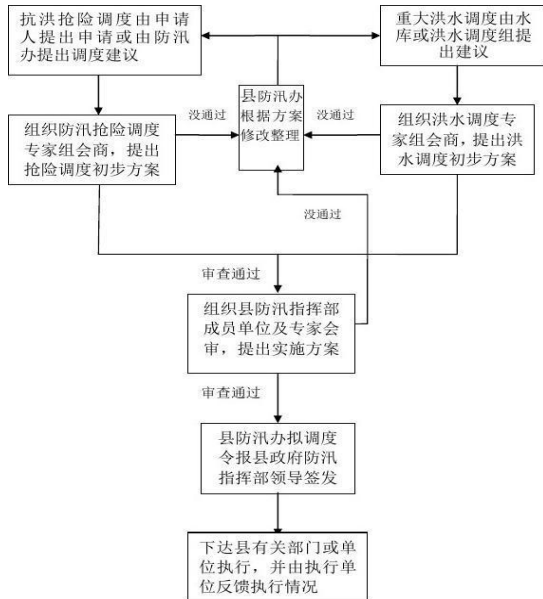 抗洪抢险调度由申请
人提出申请或由防汛
办提出调度建议
重大洪水调度由水
库或洪水调度组提
出建议
县防汛办
根据方案
修改整理
没通过
没通过
组织防汛抢险调度
专家组会商，提出
抢险调度初步方案
组织洪水调度专
家组会商，提出洪
水调度初步方案
没通过
审查通过
组织县防汛指挥部
成员单位及专家会
审，提出实施方案
审查通过
县防汛办拟调度
令报县政府防汛
指挥部领导签发
下达县有关部门或单
位执行，并由执行单
位反馈执行情况